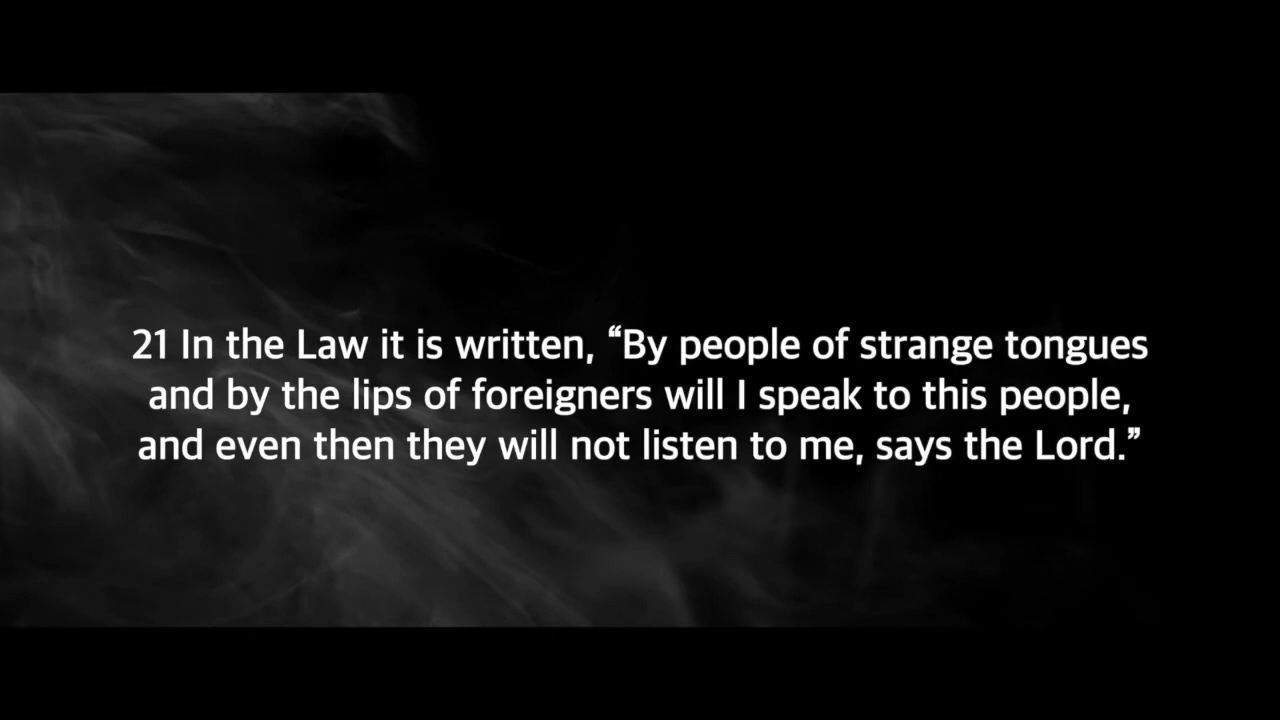 21 In the Law it is written, “By people of strange tongues
and by the lips of foreigners will I speak to this people,
and even then they will not listen to me, says the Lord.”